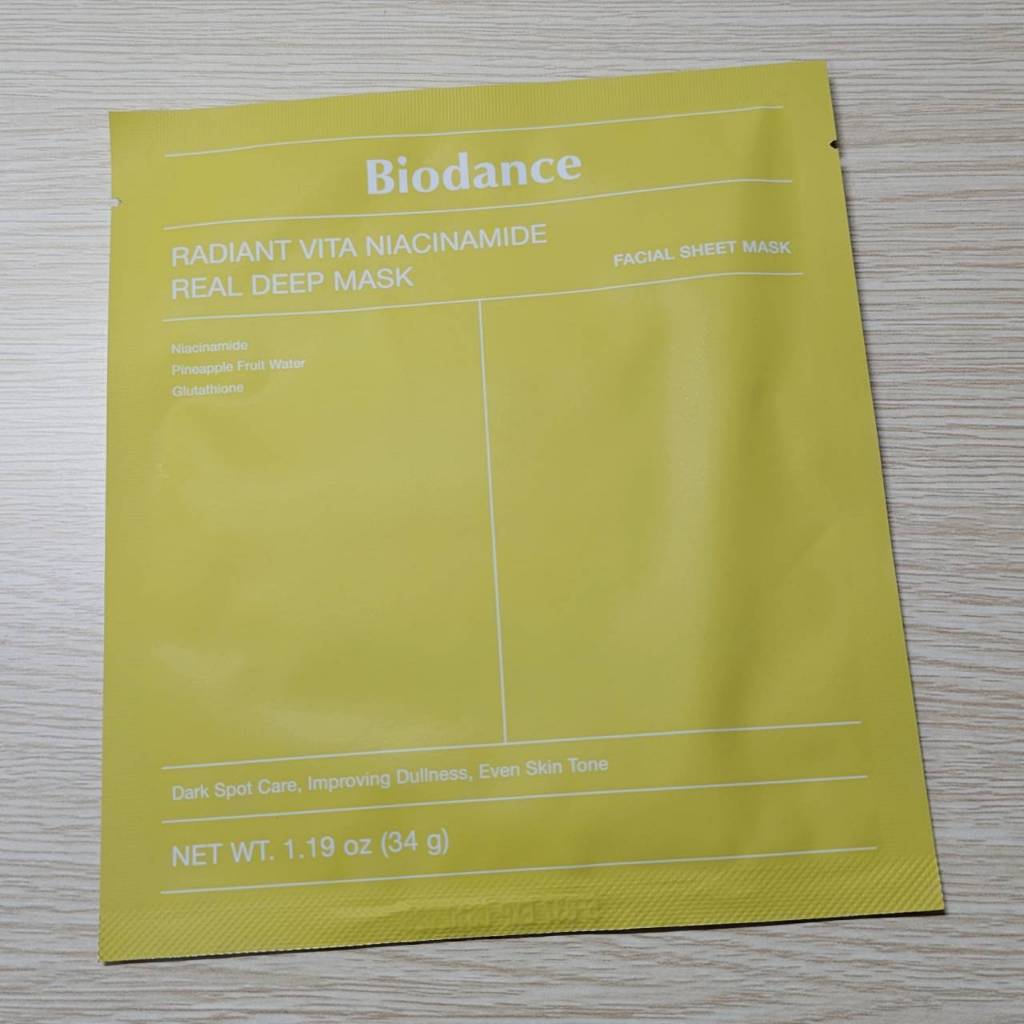 Biodance
RADIANT VITA NIACINAMIDE
REAL DEEP MASK
FACIAL SHEET MASK
Niacinamide
Pineapple Fruit Water
Glutathione
Dark Spot Care, Improving Dullness, Even Skin Tone
NET WT. 1.19 oz (34 g)